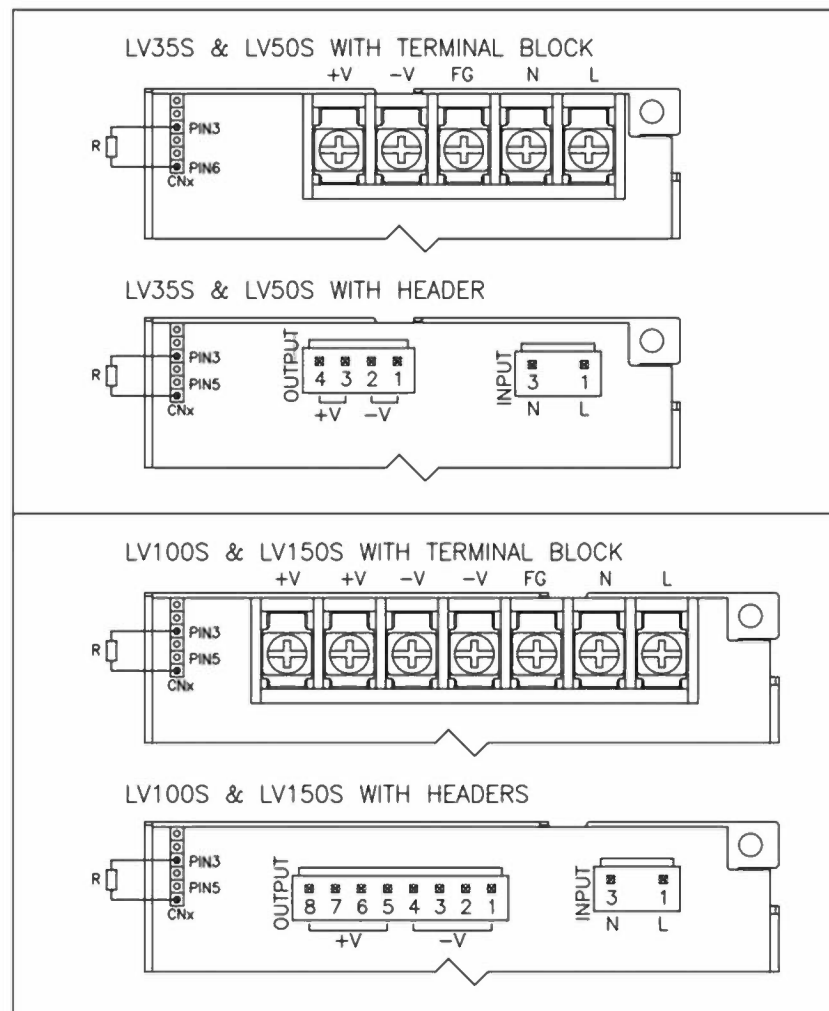 LV35S & LV50S WITH TERMINAL BLOCK
+V −V FG N L
PIN3
R
PIN6
CNx
LV35S & LV50S WITH HEADER
PIN3
R
PIN5
CNx
OUTPUT
4 3 2 1
+V −V
INPUT
3 1
N L
LV100S & LV150S WITH TERMINAL BLOCK
+V +V −V −V FG N L
PIN3
R
PIN5
CNx
LV100S & LV150S WITH HEADERS
PIN3
R
PIN5
CNx
OUTPUT
8 7 6 5 4 3 2 1
+V −V
INPUT
3 1
N L